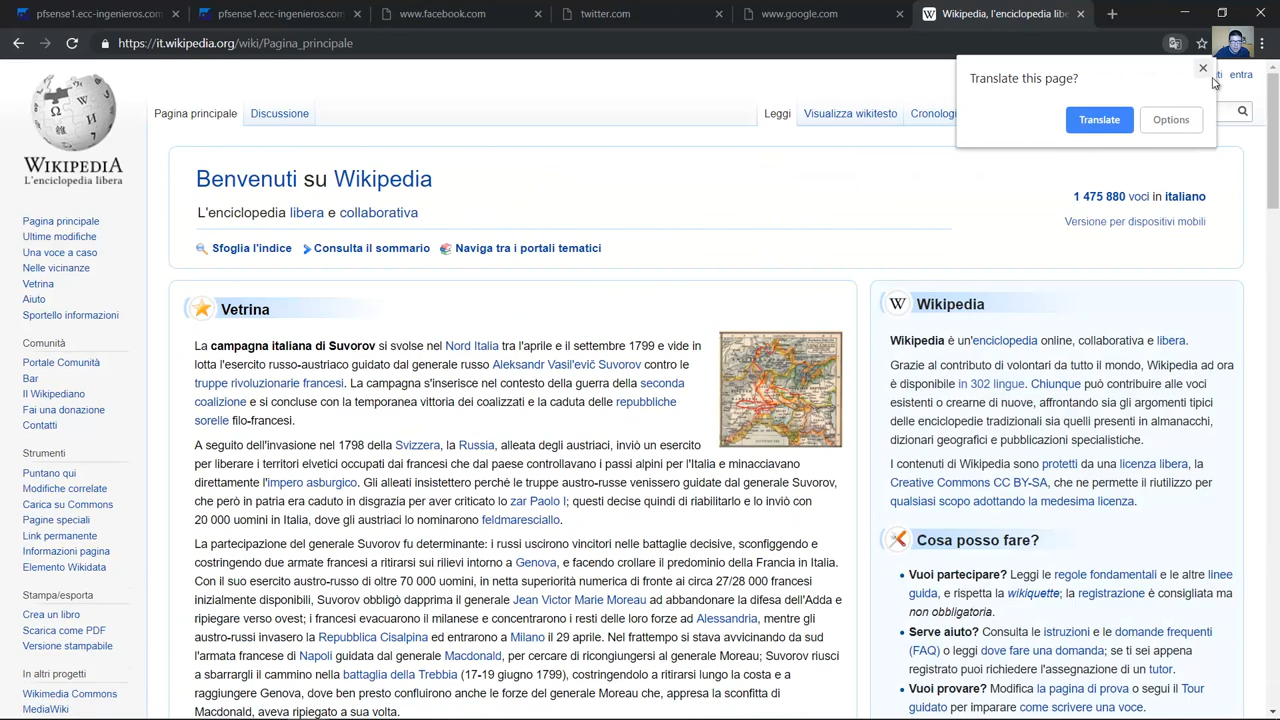 pfsense1.ecc-ingenieros.com
pfsense1.ecc-ingenieros.com
www.facebook.com
twitter.com
www.google.com
Wikipedia, l'enciclopedia libe
https://it.wikipedia.org/wiki/Pagina_principale
Translate this page?
Translate
Options
entra
WIKIPEDIA
L'enciclopedia libera
Pagina principale
Discussione
Leggi
Visualizza wikitesto
Cronologi
Benvenuti su Wikipedia
L'enciclopedia libera e collaborativa
Sfoglia l'indice
Consulta il sommario
Naviga tra i portali tematici
1 475 880 voci in italiano
Versione per dispositivi mobili
Pagina principale
Ultime modifiche
Una voce a caso
Nelle vicinanze
Vetrina
Aiuto
Sportello informazioni
Comunità
Portale Comunità
Bar
Il Wikipediano
Fai una donazione
Contatti
Strumenti
Puntano qui
Modifiche correlate
Carica su Commons
Pagine speciali
Link permanente
Informazioni pagina
Elemento Wikidata
Stampa/esporta
Crea un libro
Scarica come PDF
Versione stampabile
In altri progetti
Wikimedia Commons
MediaWiki
Vetrina
La campagna italiana di Suvorov si svolse nel Nord Italia tra l'aprile e il settembre 1799 e vide in
lotta l'esercito russo-austriaco guidato dal generale russo Aleksandr Vasil'evič Suvorov contro le
truppe rivoluzionarie francesi. La campagna s'inserisce nel contesto della guerra della seconda
coalizione e si concluse con la temporanea vittoria dei coalizzati e la caduta delle repubbliche
sorelle filo-francesi.
A seguito dell'invasione nel 1798 della Svizzera, la Russia, alleata degli austriaci, inviò un esercito
per liberare i territori elvetici occupati dai francesi che dal paese controllavano i passi alpini per l'Italia e minacciavano
direttamente l'impero asburgico. Gli alleati insistettero perché le truppe austro-russe venissero guidate dal generale Suvorov,
che però in patria era caduto in disgrazia per aver criticato lo zar Paolo I; questi decise quindi di riabilitarlo e lo inviò con
20 000 uomini in Italia, dove gli austriaci lo nominarono feldmaresciallo.
La partecipazione del generale Suvorov fu determinante: i russi uscirono vincitori nelle battaglie decisive, sconfiggendo e
costringendo due armate francesi a ritirarsi sui rilievi intorno a Genova, e facendo crollare il predominio della Francia in Italia.
Con il suo esercito austro-russo di oltre 70 000 uomini, in netta superiorità numerica di fronte ai circa 27/28 000 francesi
inizialmente disponibili, Suvorov obbligò dapprima il generale Jean Victor Marie Moreau ad abbandonare la difesa dell'Adda e
ripiegare verso ovest; i francesi evacuarono il milanese e concentrarono i resti delle loro forze ad Alessandria, mentre gli
austro-russi invasero la Repubblica Cisalpina ed entrarono a Milano il 29 aprile. Nel frattempo si stava avvicinando da sud
l'armata francese di Napoli guidata dal generale Macdonald, per cercare di ricongiungersi al generale Moreau; Suvorov riuscì
a sbarrargli il cammino nella battaglia della Trebbia (17-19 giugno 1799), costringendolo a ritirarsi lungo la costa e a
raggiungere Genova, dove ben presto confluirono anche le forze del generale Moreau che, appresa la sconfitta di
Macdonald, aveva ripiegato a sua volta.
Wikipedia
Wikipedia è un'enciclopedia online, collaborativa e libera.
Grazie al contributo di volontari da tutto il mondo, Wikipedia ad ora
è disponibile in 302 lingue. Chiunque può contribuire alle voci
esistenti o crearne di nuove, affrontando sia gli argomenti tipici
delle enciclopedie tradizionali sia quelli presenti in almanacchi,
dizionari geografici e pubblicazioni specialistiche.
I contenuti di Wikipedia sono protetti da una licenza libera, la
Creative Commons CC BY-SA, che ne permette il riutilizzo per
qualsiasi scopo adottando la medesima licenza.
Cosa posso fare?
Vuoi partecipare? Leggi le regole fondamentali e le altre linee
guida, e rispetta la wikiquette; la registrazione è consigliata ma
non obbligatoria.
Serve aiuto? Consulta le istruzioni e le domande frequenti
(FAQ) o leggi dove fare una domanda; se ti sei appena
registrato puoi richiedere l'assegnazione di un tutor.
Vuoi provare? Modifica la pagina di prova o segui il Tour
guidato per imparare come scrivere una voce.